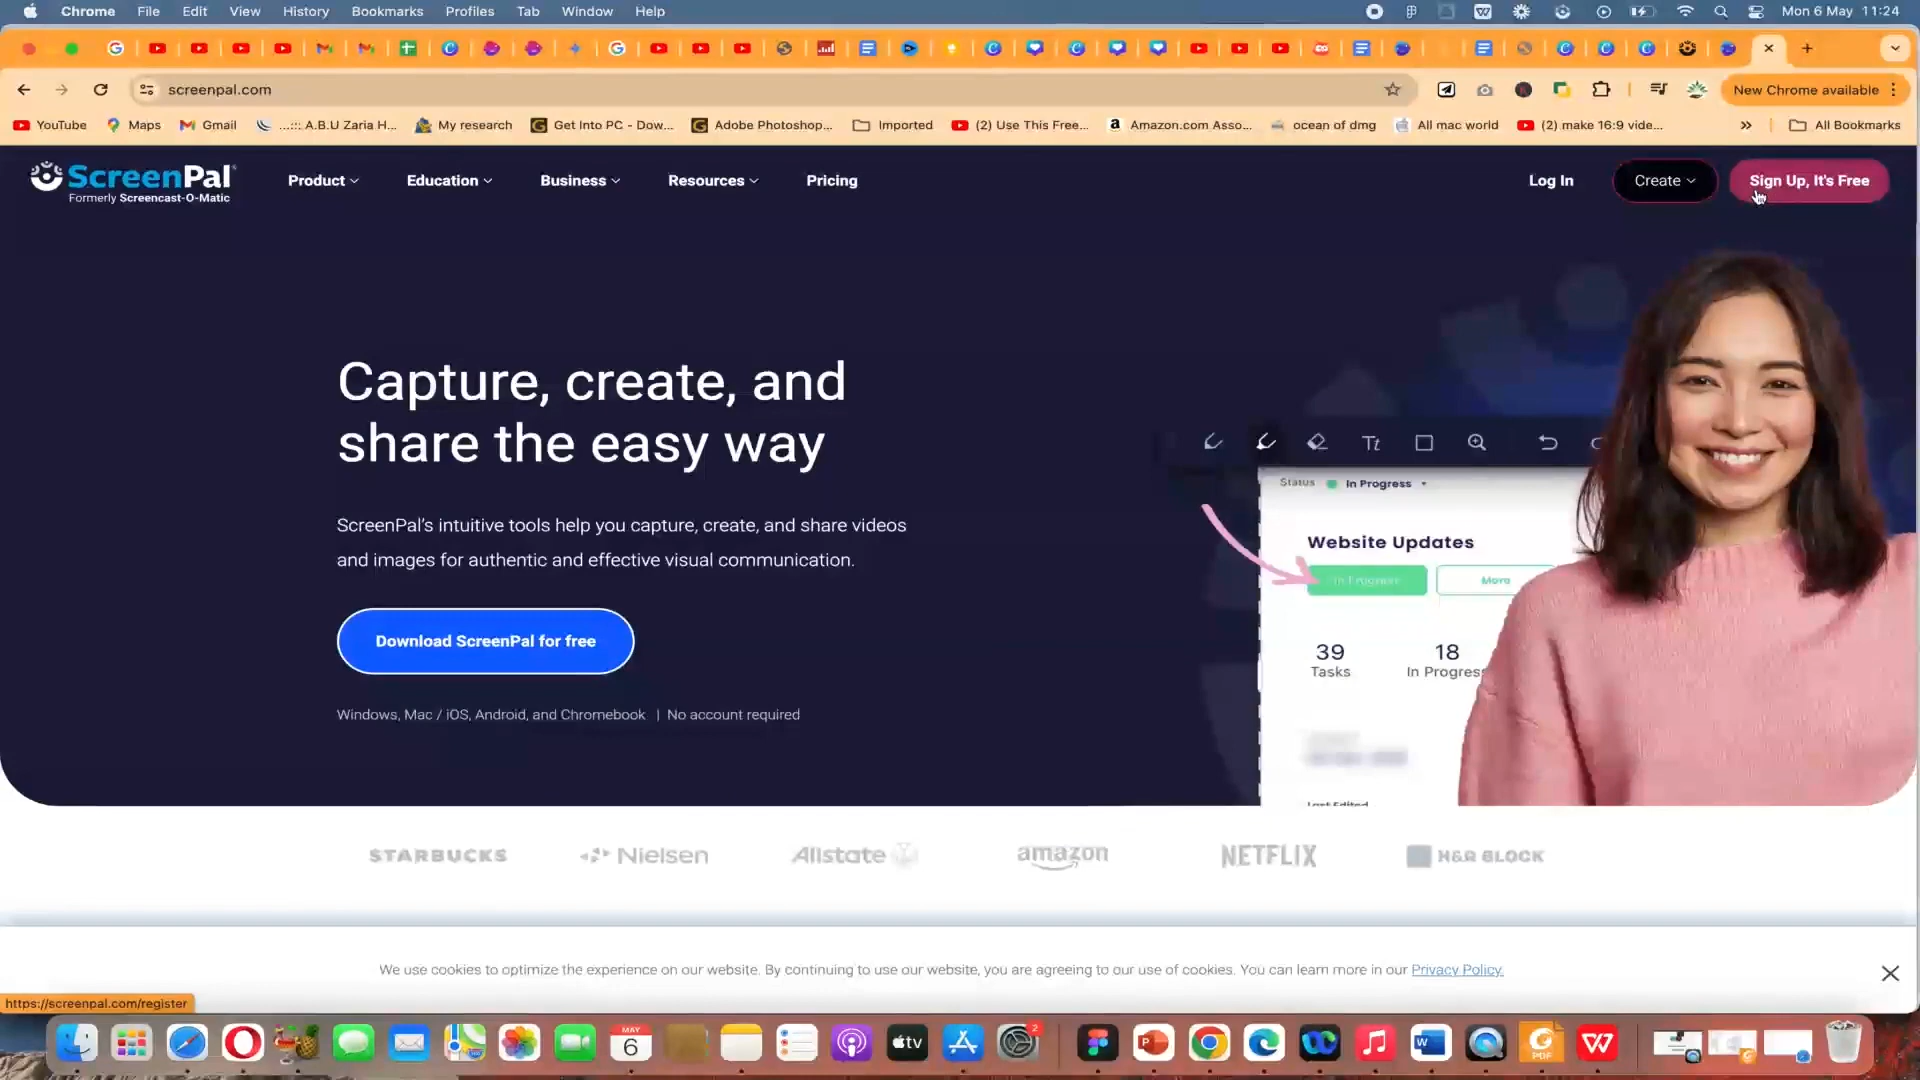 Chrome File Edit View History Bookmarks Profiles Tab Window Help Mon 6 May 11:24
screenpal.com New Chrome available
YouTube Maps Gmail ...::: A.B.U Zaria H... My research Get Into PC - Dow... Adobe Photoshop... Imported (2) Use This Free... Amazon.com Asso... ocean of dmg All mac world (2) make 16:9 vide... » All Bookmarks
ScreenPal Product Education Business Resources Pricing Log In Create Sign Up, It's Free
Formerly Screencast-O-Matic
Capture, create, and
share the easy way
Tt
Status In Progress
ScreenPal's intuitive tools help you capture, create, and share videos
and images for authentic and effective visual communication.
Website Updates
In Progress More
Download ScreenPal for free
39 18
Tasks In Progress
Windows, Mac / iOS, Android, and Chromebook | No account required
Last Edited
STARBUCKS Nielsen Allstate amazon NETFLIX H&R BLOCK
We use cookies to optimize the experience on our website. By continuing to use our website, you are agreeing to our use of cookies. You can learn more in our Privacy Policy.
https://screenpal.com/register
MAY
6
tv
2
PDF